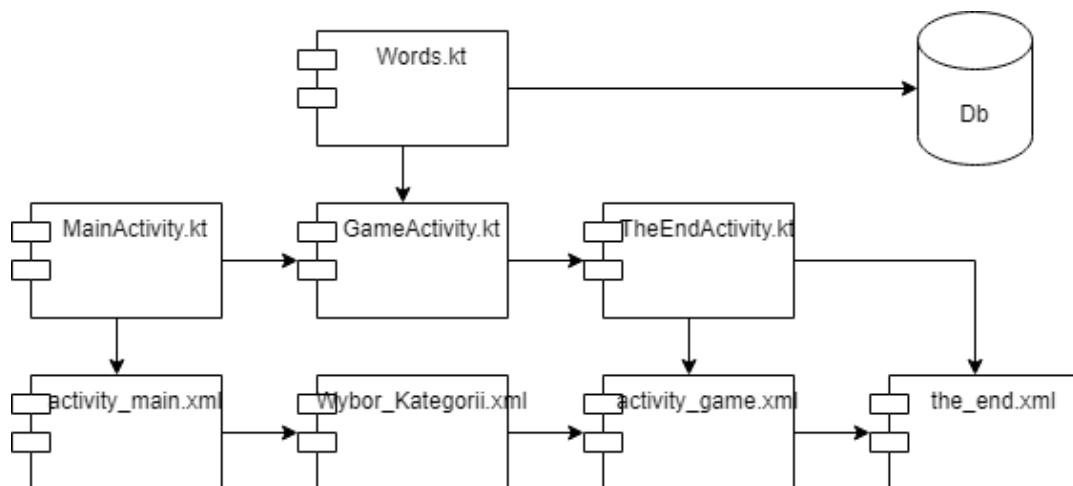 Words.kt
Db
MainActivity.kt
GameActivity.kt
TheEndActivity.kt
activity_main.xml
Wybor_Kategorii.xml
activity_game.xml
the_end.xml